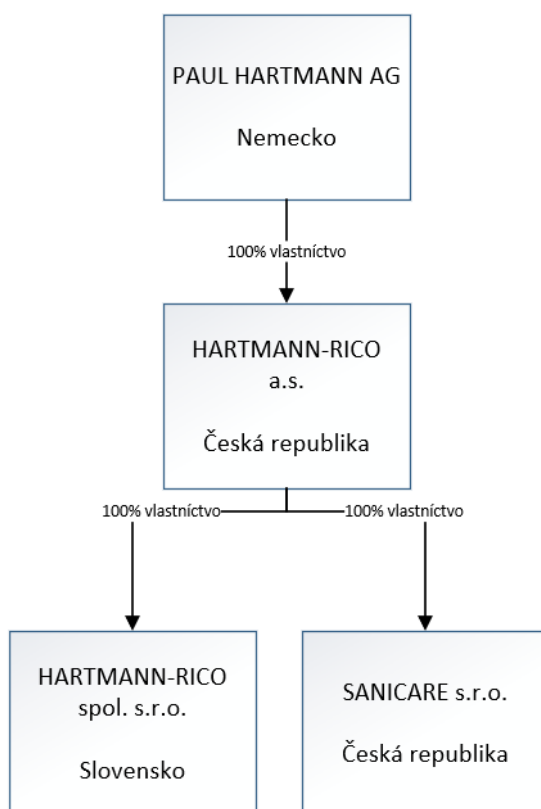 PAUL HARTMANN AG
Nemecko
100% vlastníctvo
HARTMANN-RICO
a.s.
Česká republika
100% vlastníctvo
100% vlastníctvo
HARTMANN-RICO
spol. s.r.o.
Slovensko
SANICARE s.r.o.
Česká republika